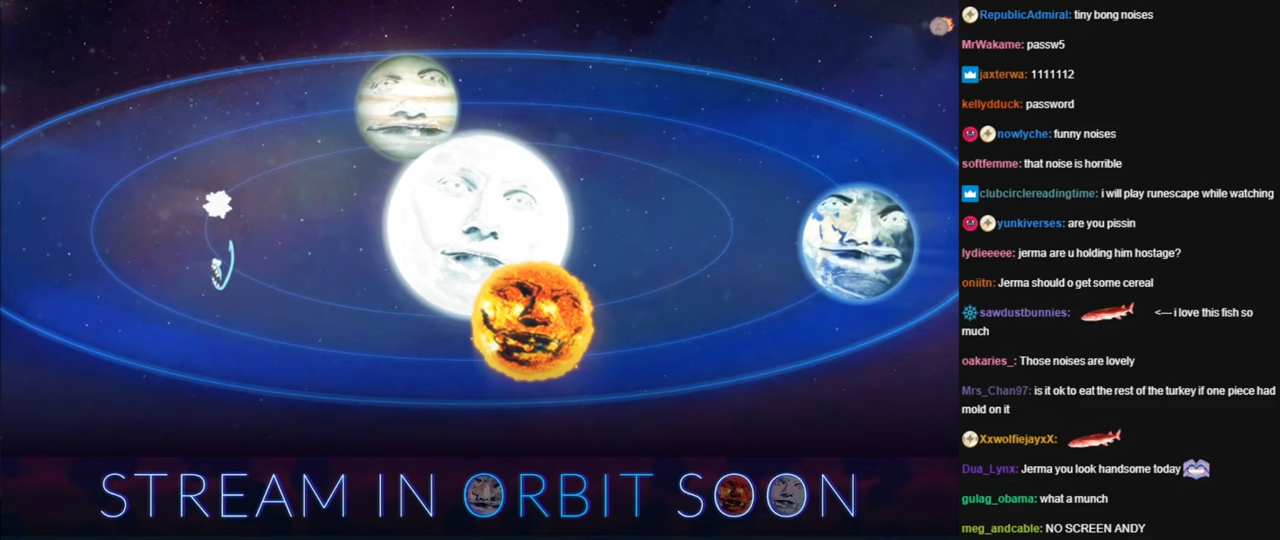 STREAM IN ORBIT SOON
RepublicAdmiral: tiny bong noises
MrWakame: passw5
jaxterwa: 1111112
kellydduck: password
nowlyche: funny noises
softfemme: that noise is horrible
clubcirclereadingtime: i will play runescape while watching
yunkiverses: are you pissin
lydieeeee: jerma are u holding him hostage?
oniitn: Jerma should o get some cereal
sawdustbunnies: <--- i love this fish so
much
oakaries_: Those noises are lovely
Mrs_Chan97: is it ok to eat the rest of the turkey if one piece had
mold on it
XxwolfiejayxX:
Dua_Lynx: Jerma you look handsome today
gulag_obama: what a munch
meg_andcable: NO SCREEN ANDY